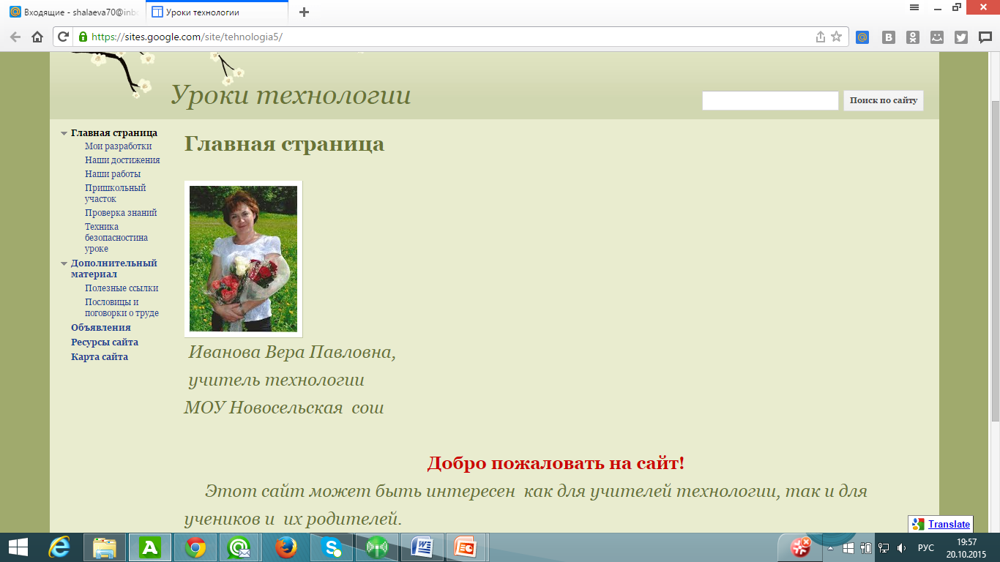 Входящие - shalaeva70@inbo
Уроки технологии
https://sites.google.com/site/tehnologia5/
Уроки технологии
Поиск по сайту
Главная страница
Мои разработки
Наши достижения
Наши работы
Пришкольный
участок
Проверка знаний
Техника
безопасностина
уроке
Дополнительный
материал
Полезные ссылки
Пословицы и
поговорки о труде
Объявления
Ресурсы сайта
Карта сайта
Главная страница
Иванова Вера Павловна,
учитель технологии
МОУ Новосельская сош
Добро пожаловать на сайт!
Этот сайт может быть интересен как для учителей технологии, так и для
учеников и их родителей.
Translate
РУС
19:57
20.10.2015